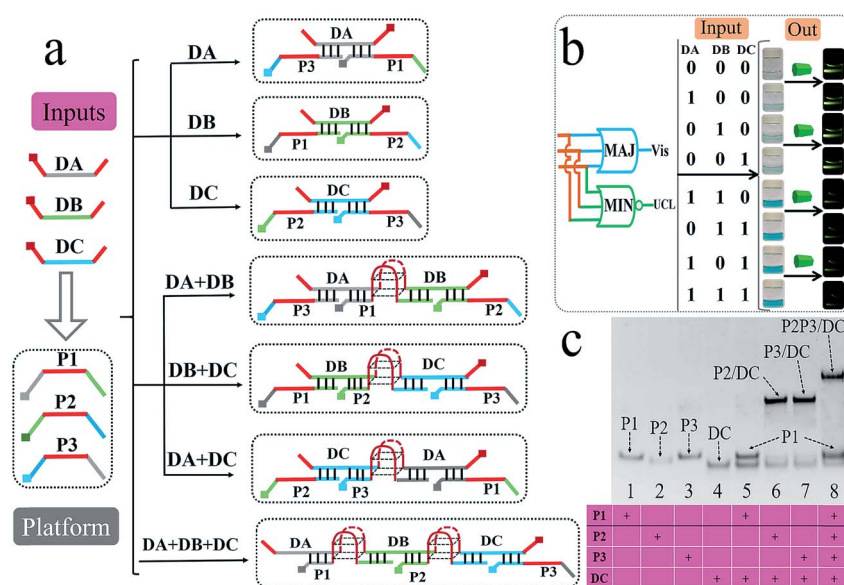 a
Inputs
DA
DB
DC
P1
P2
P3
Platform
DA
DA
P3
P1
DB
DB
P1
P2
DC
DC
P2
P3
DA+DB
DA
DB
P3
P1
P2
DB+DC
DB
DC
P1
P2
P3
DA+DC
DC
DA
P2
P3
P1
DA+DB+DC
DA
DB
DC
P1
P2
P3
b
Input
Out
DA DB DC
0 0 0
1 0 0
0 1 0
0 0 1
1 1 0
0 1 1
1 0 1
1 1 1
MAJ
Vis
MIN
UCL
c
P2P3/DC
P3/DC
P2/DC
P1
P2
P3
DC
P1
1 2 3 4 5 6 7 8
P1 + + +
P2 + + +
P3 + + +
DC + + + + +